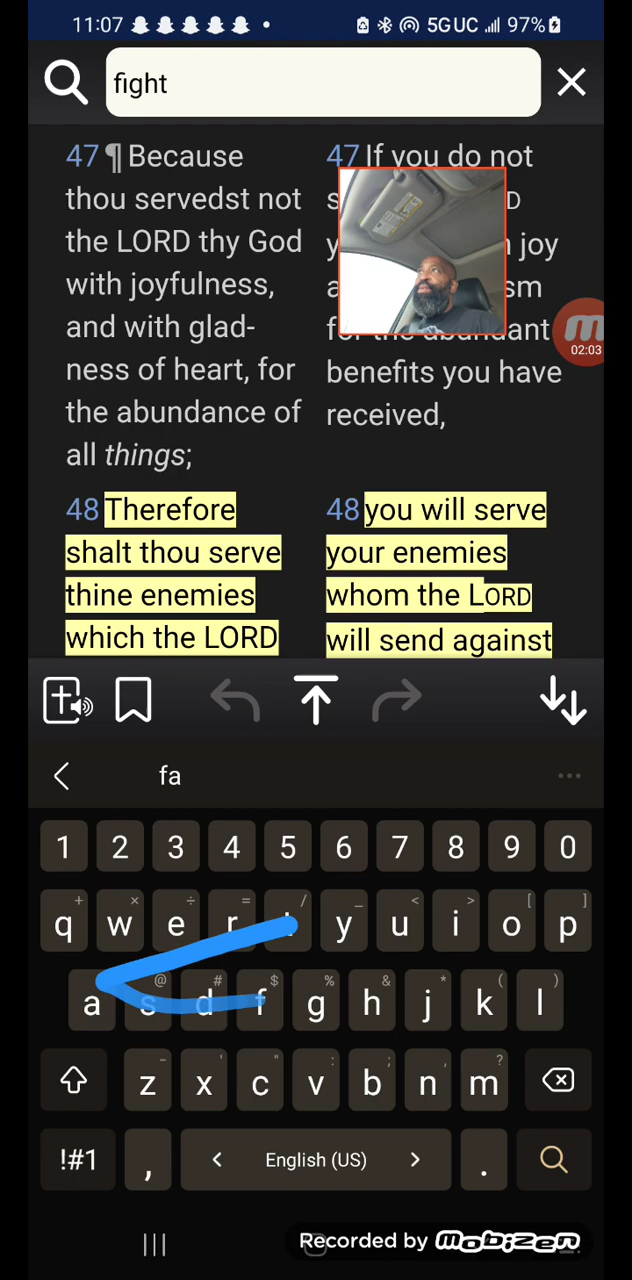 11:07 5G UC 97%
fight
47 ¶ Because
thou servedst not
the LORD thy God
with joyfulness,
and with glad-
ness of heart, for
the abundance of
all things;
48 Therefore
shalt thou serve
thine enemies
which the LORD
47 If you do not
joy
for the abundant
benefits you have
received,
48 you will serve
your enemies
whom the LORD
will send against
02:03
fa
1 2 3 4 5 6 7 8 9 0
+ × ÷ = / _ < > [ ]
q w e r t y u i o p
@ # $ % & * ( )
a s d f g h j k l
- ' " : ; , ?
z x c v b n m
!#1 , < English (US) > .
Recorded by mobizen